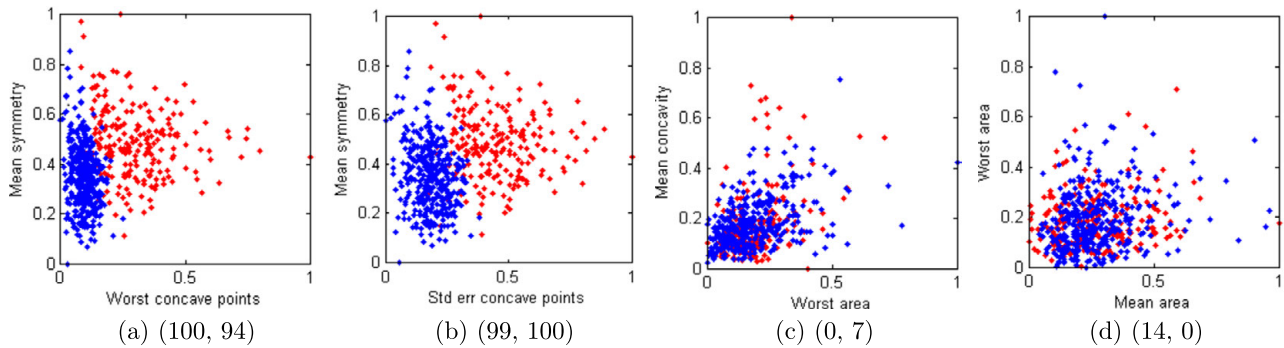 1
0.8
0.6
0.4
0.2
0
Mean symmetry
0 0.5 1
Worst concave points
(a) (100, 94)
1
0.8
0.6
0.4
0.2
0
Mean symmetry
0 0.5 1
Std err concave points
(b) (99, 100)
1
0.8
0.6
0.4
0.2
0
Mean concavity
0 0.5 1
Worst area
(c) (0, 7)
1
0.8
0.6
0.4
0.2
0
Worst area
0 0.5 1
Mean area
(d) (14, 0)